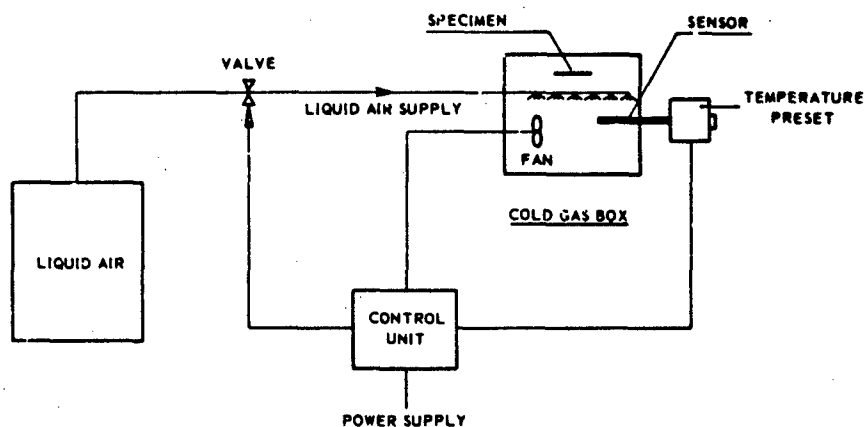 SPECIMEN
SENSOR
VALVE
LIQUID AIR SUPPLY
TEMPERATURE
PRESET
FAN
COLD GAS BOX
LIQUID AIR
CONTROL
UNIT
POWER SUPPLY